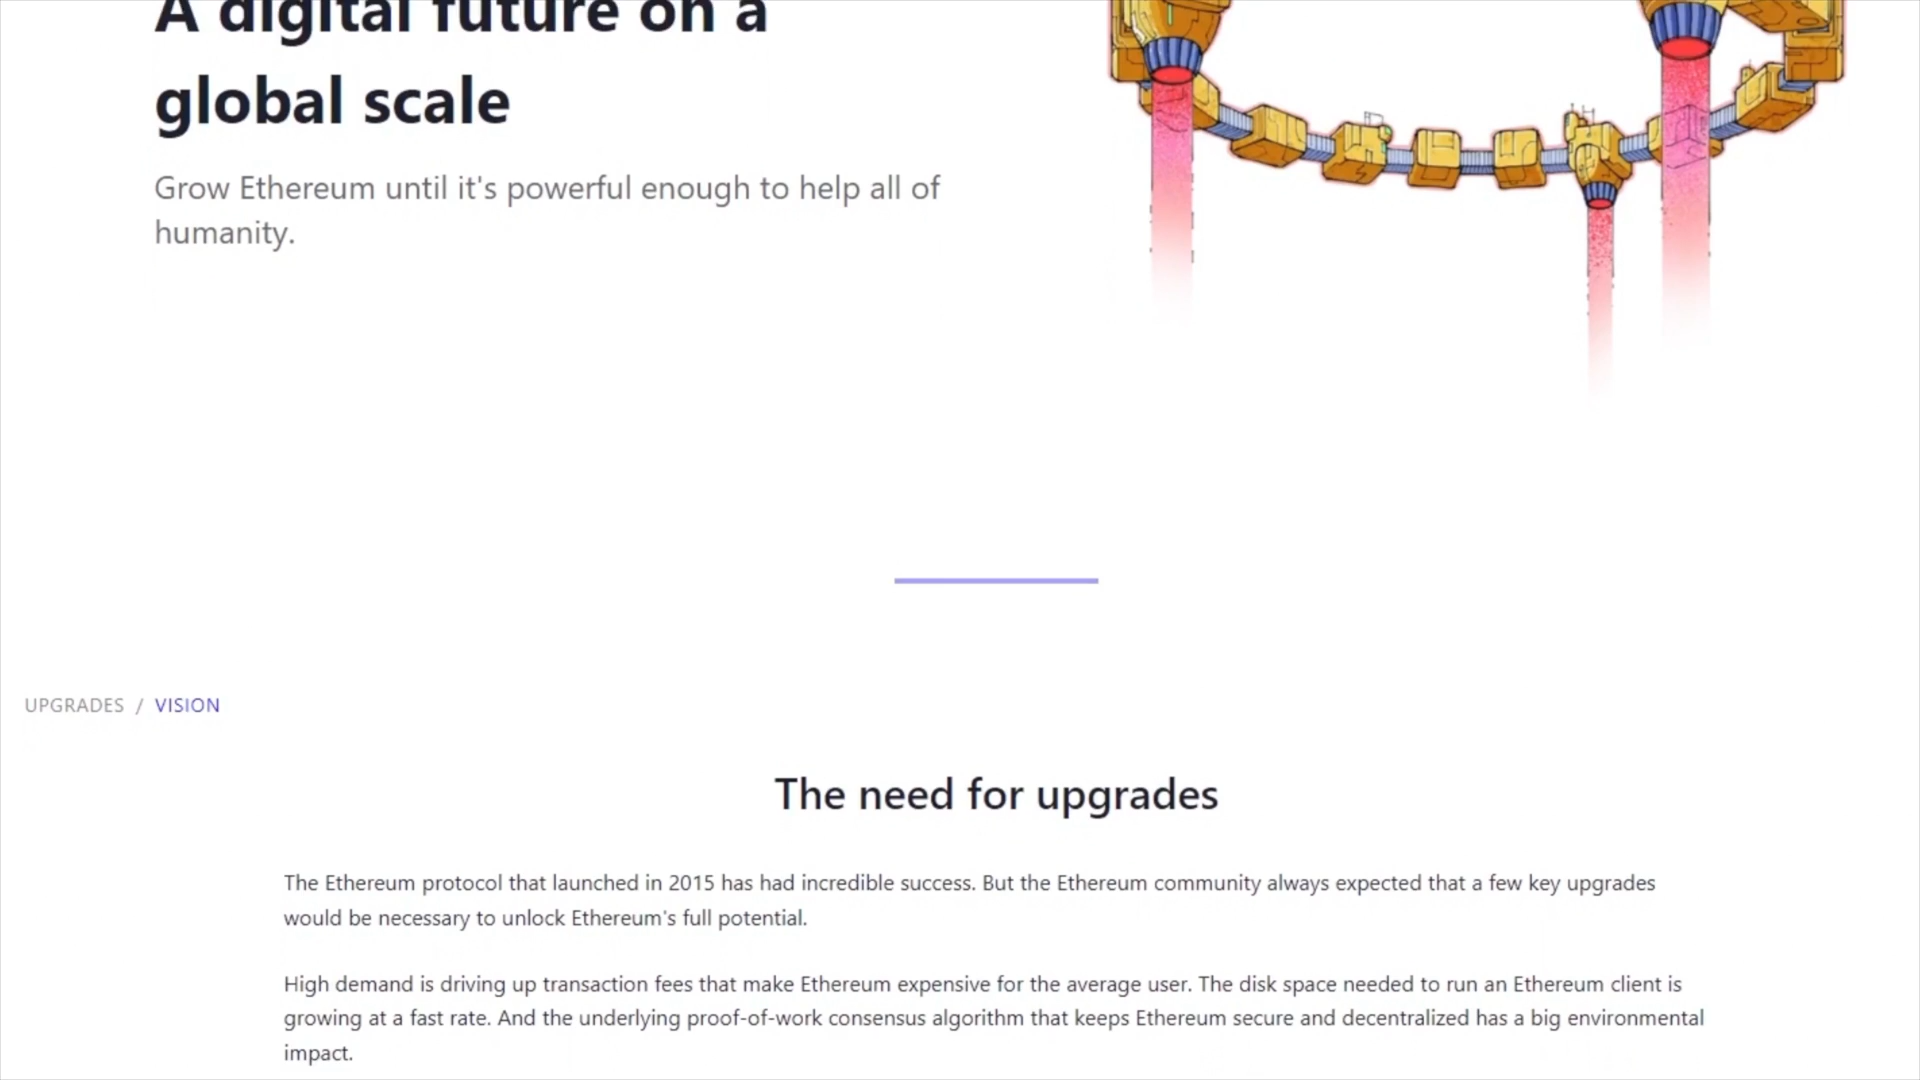 A digital future on a
global scale
Grow Ethereum until it's powerful enough to help all of
humanity.
UPGRADES / VISION
The need for upgrades
The Ethereum protocol that launched in 2015 has had incredible success. But the Ethereum community always expected that a few key upgrades
would be necessary to unlock Ethereum's full potential.
High demand is driving up transaction fees that make Ethereum expensive for the average user. The disk space needed to run an Ethereum client is
growing at a fast rate. And the underlying proof-of-work consensus algorithm that keeps Ethereum secure and decentralized has a big environmental
impact.